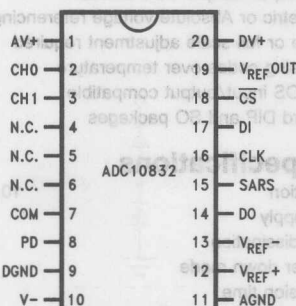 AV+ 1 20 DV+
CH0 2 19 VREFOUT
CH1 3 18 CS
N.C. 4 17 DI
N.C. 5 16 CLK
ADC10832
N.C. 6 15 SARS
COM 7 14 DO
PD 8 13 VREF-
DGND 9 12 VREF+
V- 10 11 AGND